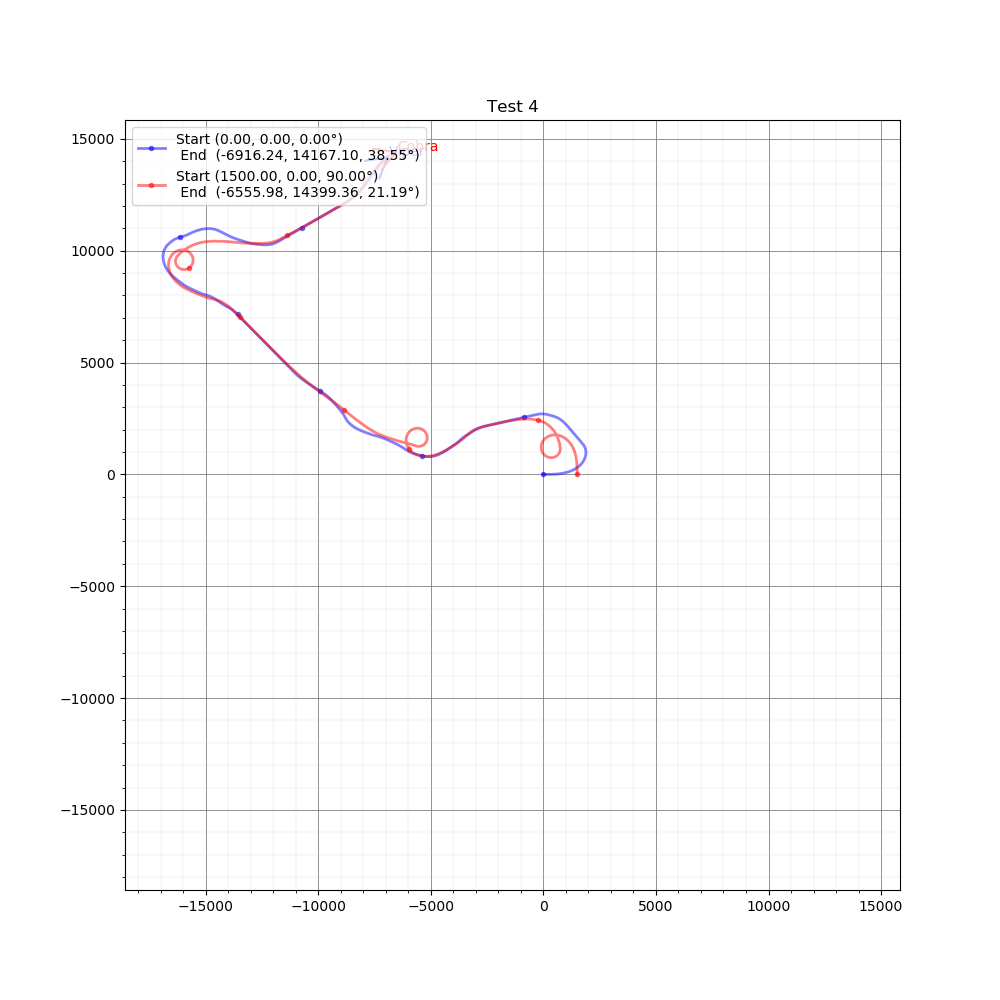 Test 4
15000
10000
5000
0
−5000
−10000
−15000
Start (0.00, 0.00, 0.00°)
End (-6916.24, 14167.10, 38.55°)
Start (1500.00, 0.00, 90.00°)
End (-6555.98, 14399.36, 21.19°)
Cobra
−15000 −10000 −5000 0 5000 10000 15000